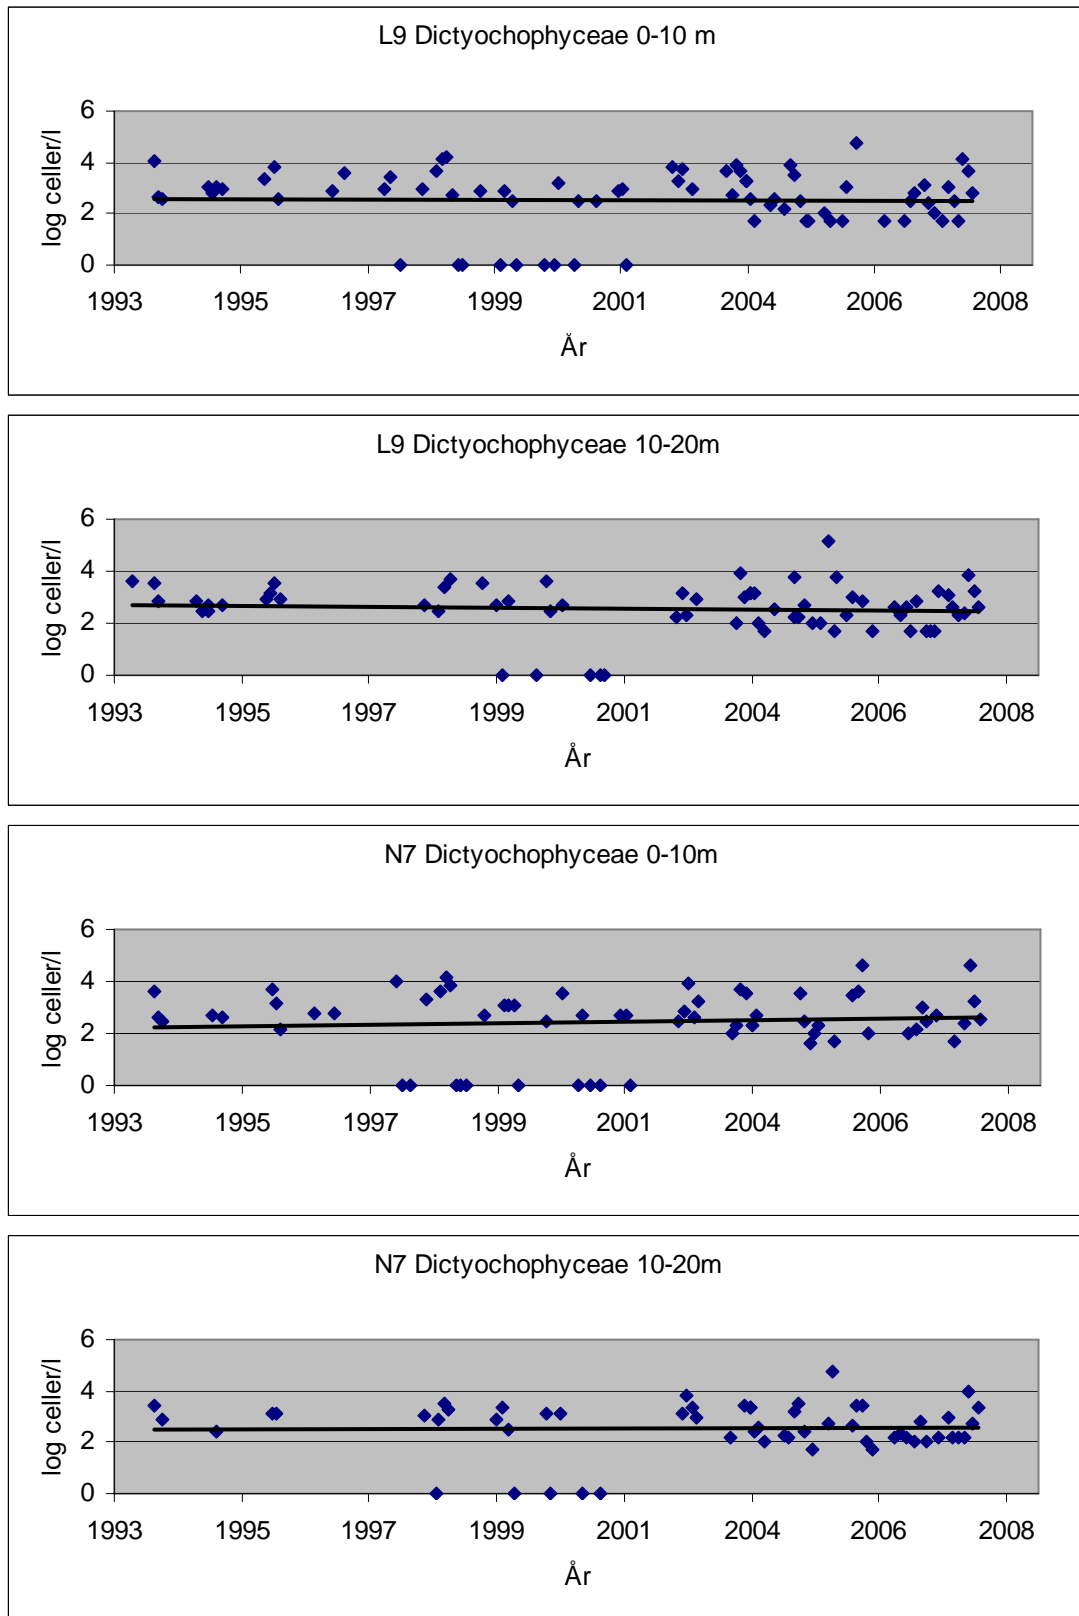 L9 Dictyochophyceae 0-10 m
log celler/l
6
4
2
0
1993 1995 1997 1999 2001 2004 2006 2008
År
L9 Dictyochophyceae 10-20m
log celler/l
6
4
2
0
1993 1995 1997 1999 2001 2004 2006 2008
År
N7 Dictyochophyceae 0-10m
log celler/l
6
4
2
0
1993 1995 1997 1999 2001 2004 2006 2008
År
N7 Dictyochophyceae 10-20m
log celler/l
6
4
2
0
1993 1995 1997 1999 2001 2004 2006 2008
År